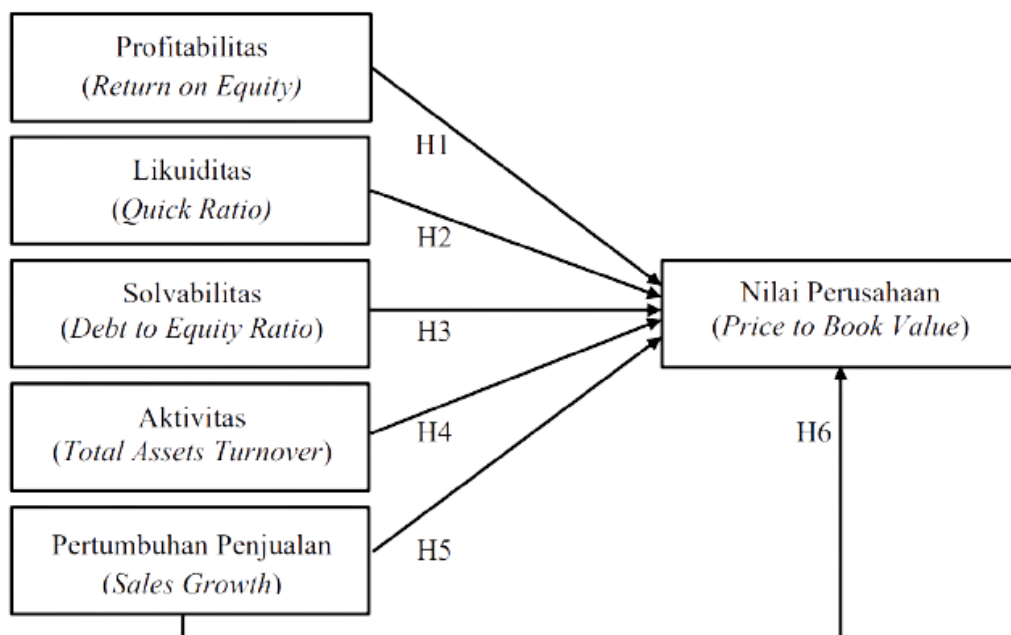 Profitabilitas
(Return on Equity)
H1
Likuiditas
(Quick Ratio)
H2
Solvabilitas
(Debt to Equity Ratio)
H3
Nilai Perusahaan
(Price to Book Value)
Aktivitas
(Total Assets Turnover)
H4
H6
Pertumbuhan Penjualan
(Sales Growth)
H5